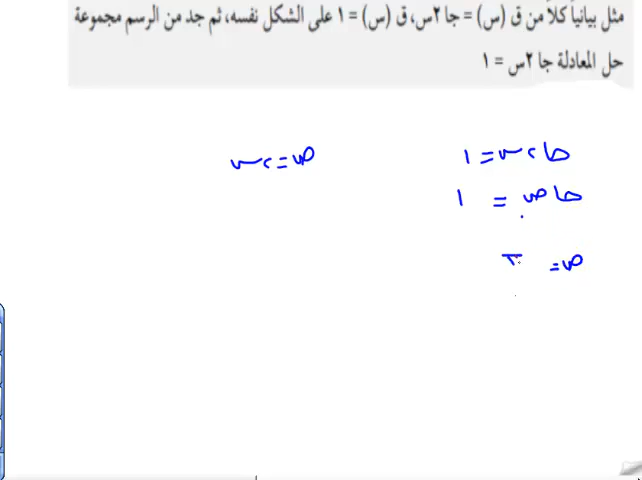 مثل بيانياً كلاً من ق (س) = جا ٢س، ق (س) = ١ على الشكل نفسه، ثم جد من الرسم مجموعة
حل المعادلة جا ٢س = ١
جا ٢س = ١
ص = ٢س
جا ص = ١
ص =